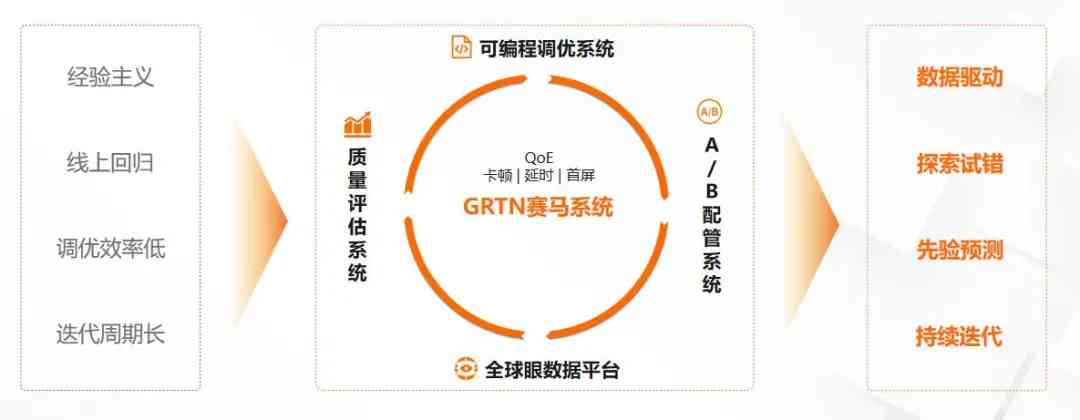 经验主义
线上回归
调优效率低
迭代周期长
可编程调优系统
质量评估系统
QoE
卡顿 | 延时 | 首屏
GRTN赛马系统
A/B
A/B配管系统
全球眼数据平台
数据驱动
探索试错
先验预测
持续迭代